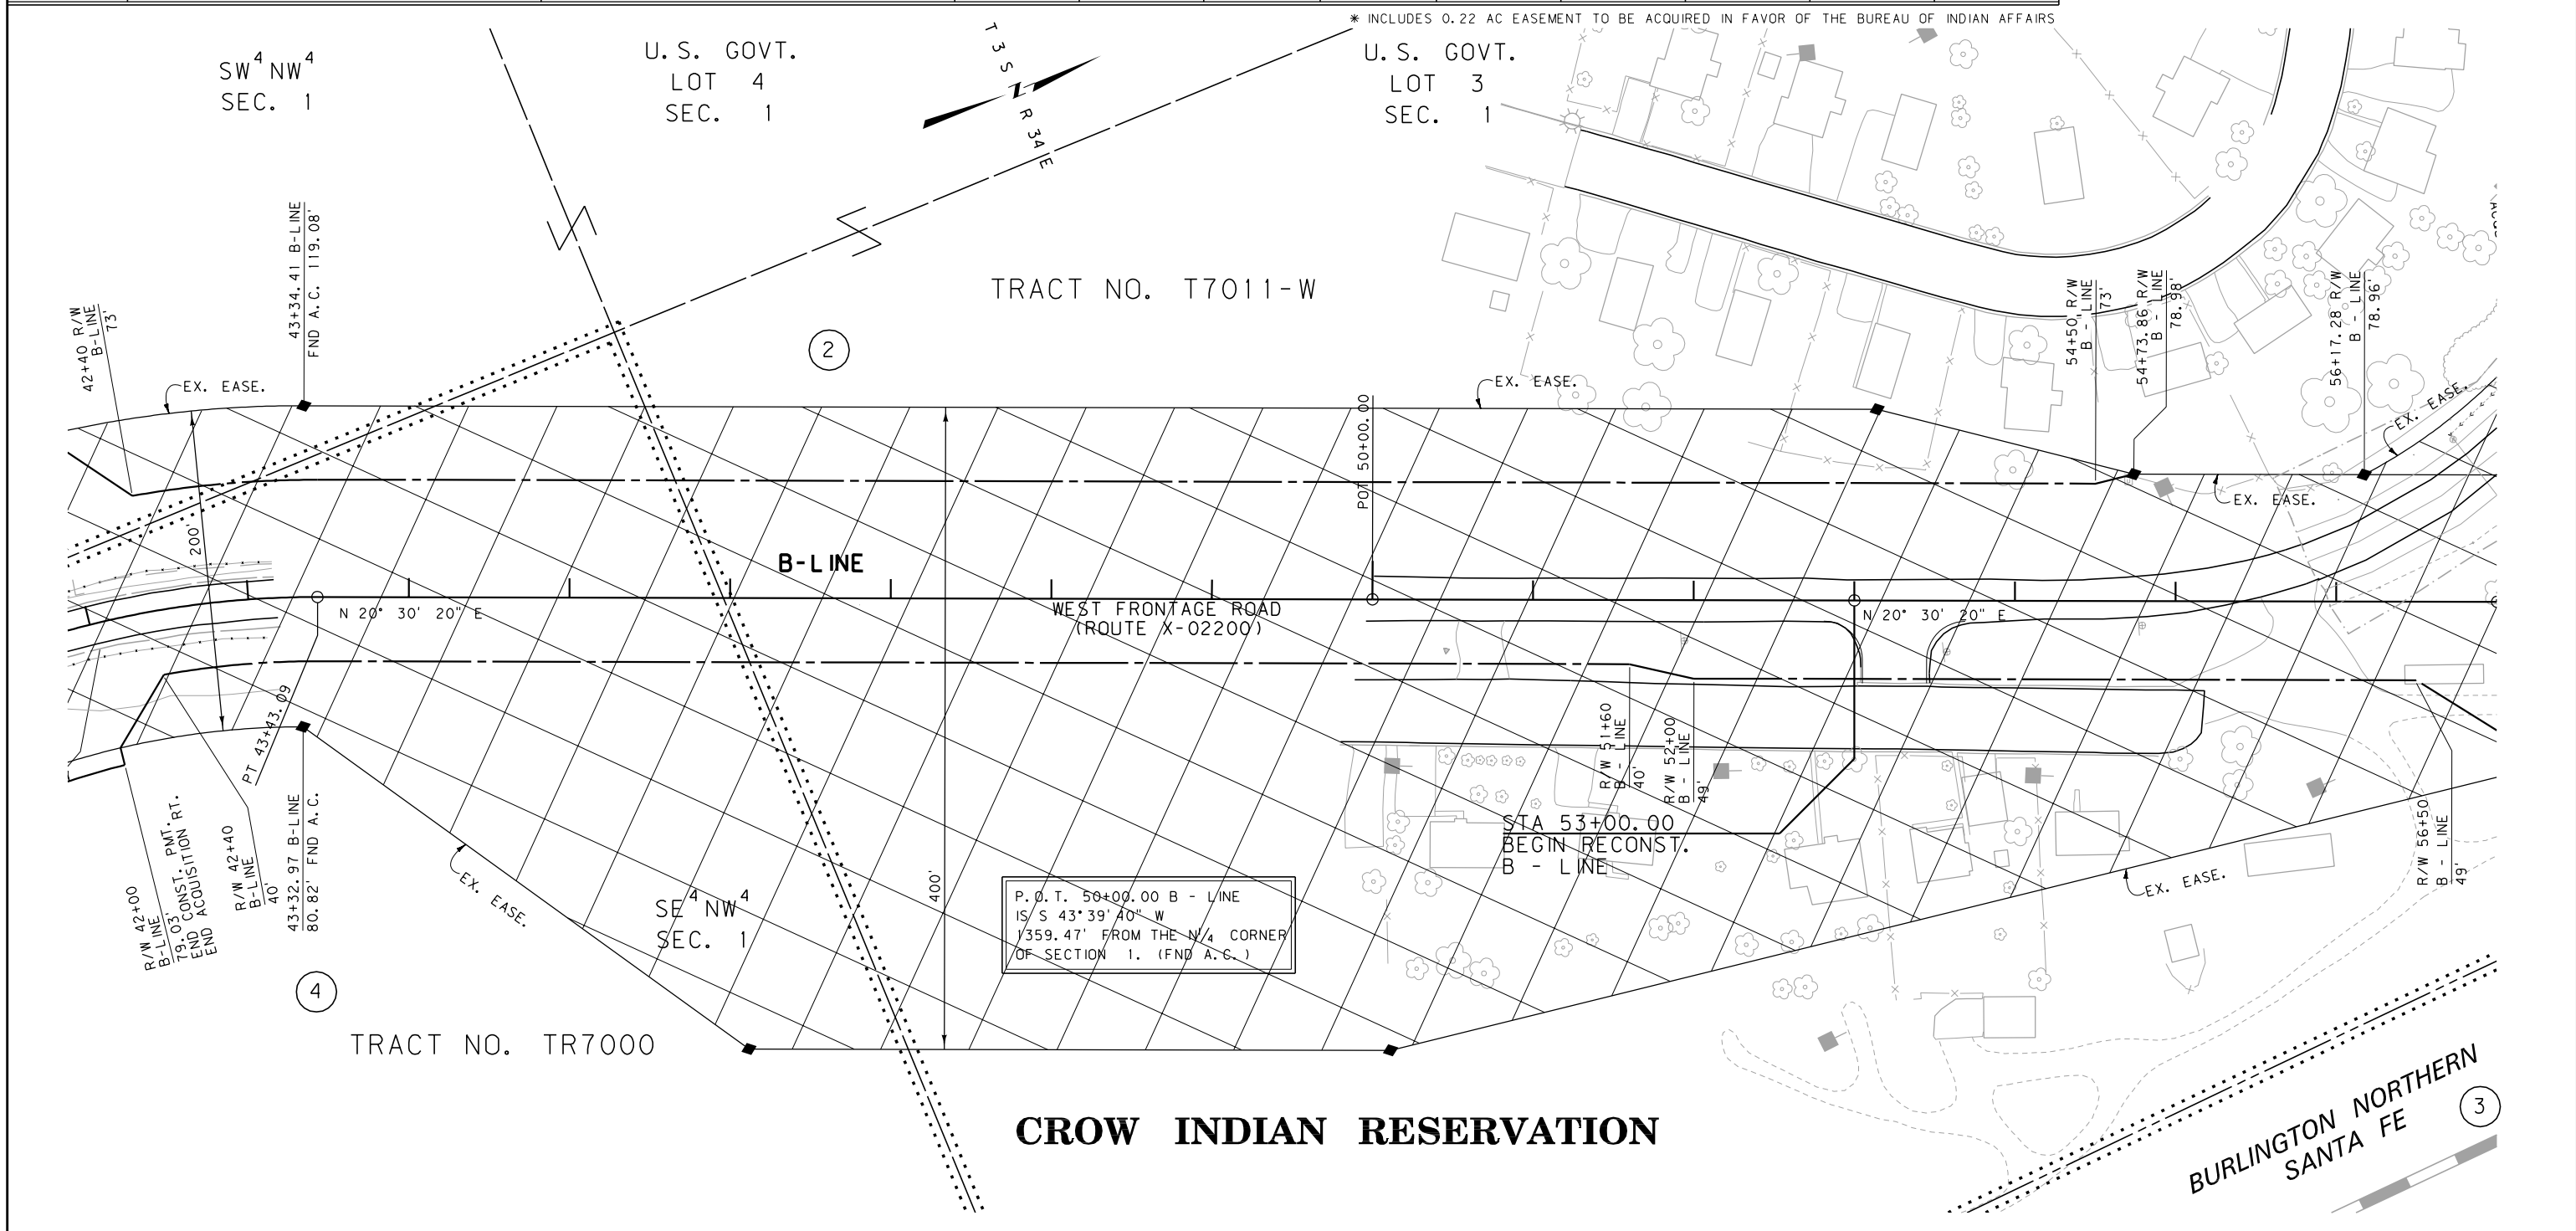 * INCLUDES 0.22 AC EASEMENT TO BE ACQUIRED IN FAVOR OF THE BUREAU OF INDIAN AFFAIRS
SW⁴NW⁴
SEC. 1
U.S. GOVT.
LOT 4
SEC. 1
T 3 S
R 34 E
U.S. GOVT.
LOT 3
SEC. 1
TRACT NO. T7011-W
2
42+40 R/W
B-LINE
73'
43+34.41 B-LINE
FND A.C. 119.08'
EX. EASE.
EX. EASE.
POT 50+00.00
54+50 R/W
B - LINE
73'
54+73.86 R/W
B - LINE
78.98'
56+17.28 R/W
B - LINE
78.96'
EX. EASE.
EX. EASE.
200'
B-LINE
N 20° 30' 20" E
WEST FRONTAGE ROAD
(ROUTE X-02200)
N 20° 30' 20" E
PT 43+43.09
R/W 42+00
B-LINE
79.03'
END CONST. PMT.
END ACQUISITION RT.
R/W 42+40
B-LINE
40'
43+32.97 B-LINE
80.82' FND A.C.
EX. EASE.
400'
R/W 51+60
B - LINE
40'
R/W 52+00
B - LINE
49'
STA 53+00.00
BEGIN RECONST.
B - LINE
EX. EASE.
R/W 56+50
B - LINE
49'
SE⁴NW⁴
SEC. 1
P.O.T. 50+00.00 B - LINE
IS S 43°39'40" W
1359.47' FROM THE N¼ CORNER
OF SECTION 1. (FND A.C.)
4
TRACT NO. TR7000
CROW INDIAN RESERVATION
BURLINGTON NORTHERN
SANTA FE
3